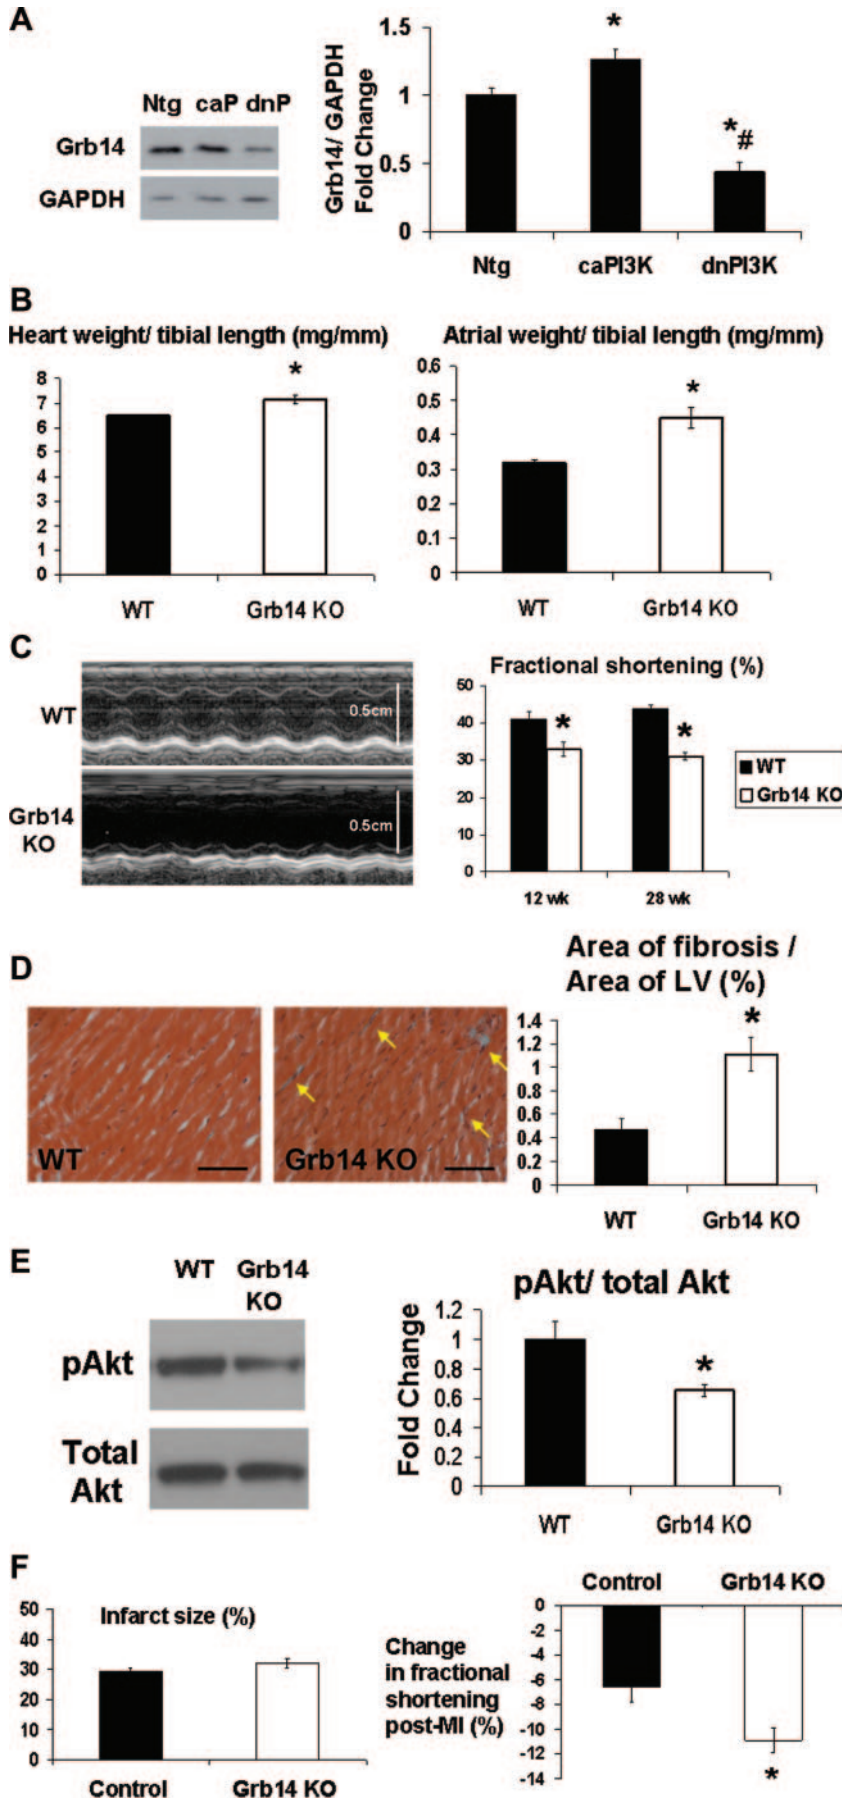 A
Ntg caP dnP
Grb14
GAPDH
Grb14/ GAPDH
Fold Change
1.5
1
0.5
0
*
*#
Ntg caPI3K dnPI3K
B
Heart weight/ tibial length (mg/mm)
8
7
6
5
4
3
2
1
0
*
WT Grb14 KO
Atrial weight/ tibial length (mg/mm)
0.6
0.5
0.4
0.3
0.2
0.1
0
*
WT Grb14 KO
C
WT
0.5cm
Grb14
KO
0.5cm
Fractional shortening (%)
50
40
30
20
10
0
*
*
12 wk 28 wk
WT
Grb14 KO
D
WT
Grb14 KO
Area of fibrosis /
Area of LV (%)
1.4
1.2
1
0.8
0.6
0.4
0.2
0
*
WT Grb14 KO
E
WT Grb14
KO
pAkt
Total
Akt
pAkt/ total Akt
Fold Change
1.2
1
0.8
0.6
0.4
0.2
0
*
WT Grb14 KO
F
Infarct size (%)
50
40
30
20
10
0
Control Grb14 KO
Control Grb14 KO
Change
in fractional
shortening
post-MI (%)
0
-2
-4
-6
-8
-10
-12
-14
*